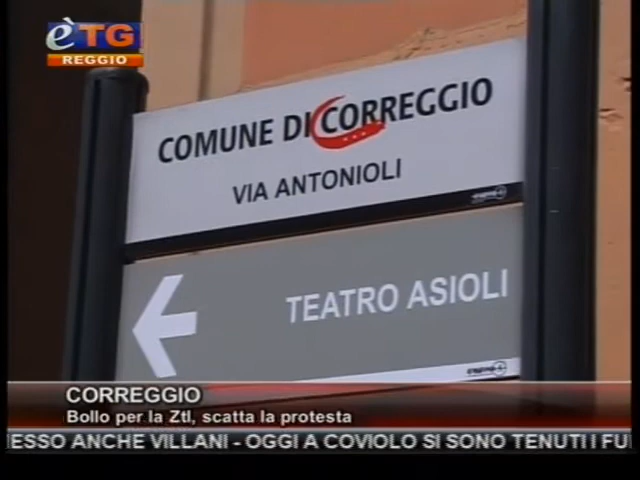 èTG
REGGIO
COMUNE DI CORREGGIO
VIA ANTONIOLI
TEATRO ASIOLI
CORREGGIO
Bollo per la Ztl, scatta la protesta
ESSO ANCHE VILLANI - OGGI A COVIOLO SI SONO TENUTI I FU